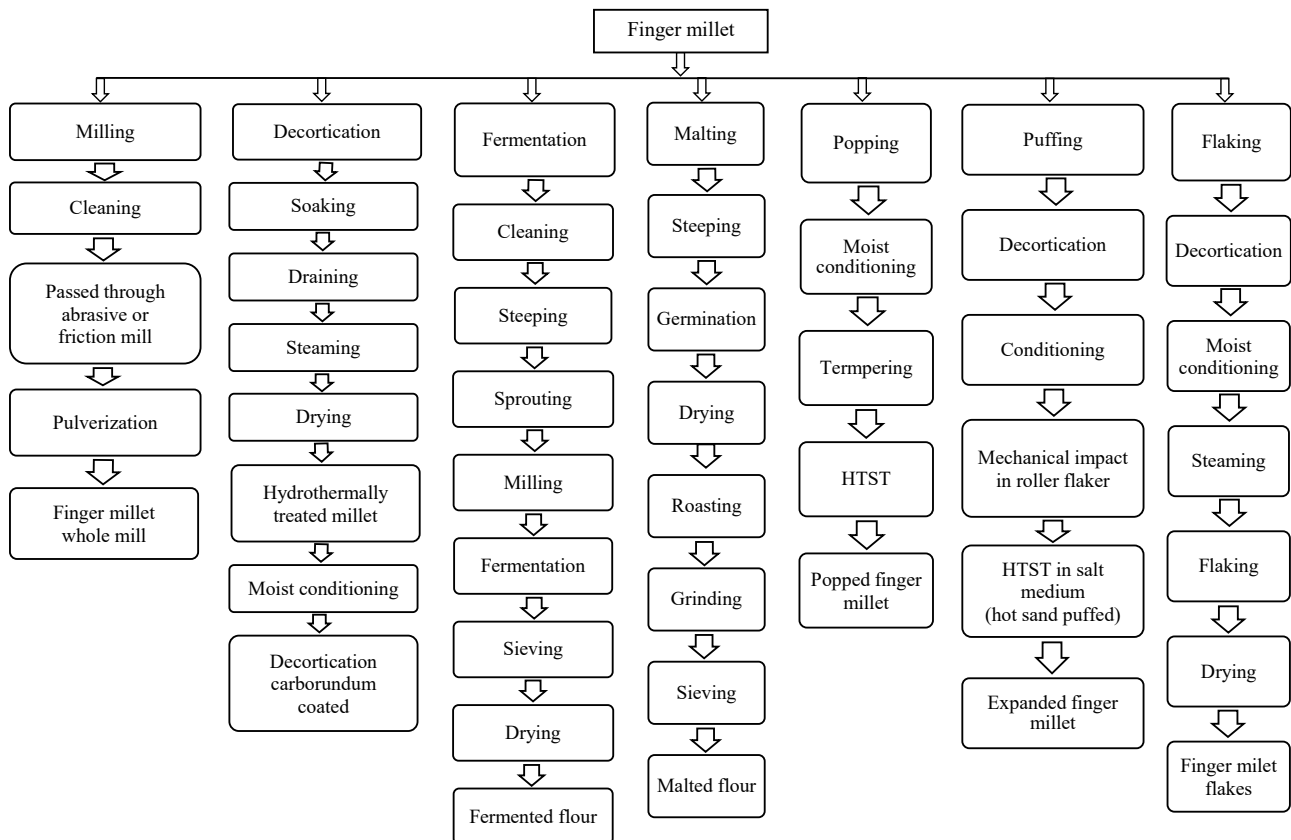 Finger millet
Milling
Cleaning
Passed through
abrasive or
friction mill
Pulverization
Finger millet
whole mill
Decortication
Soaking
Draining
Steaming
Drying
Hydrothermally
treated millet
Moist conditioning
Decortication
carborundum
coated
Fermentation
Cleaning
Steeping
Sprouting
Milling
Fermentation
Sieving
Drying
Fermented flour
Malting
Steeping
Germination
Drying
Roasting
Grinding
Sieving
Malted flour
Popping
Moist
conditioning
Termpering
HTST
Popped finger
millet
Puffing
Decortication
Conditioning
Mechanical impact
in roller flaker
HTST in salt
medium
(hot sand puffed)
Expanded finger
millet
Flaking
Decortication
Moist
conditioning
Steaming
Flaking
Drying
Finger milet
flakes